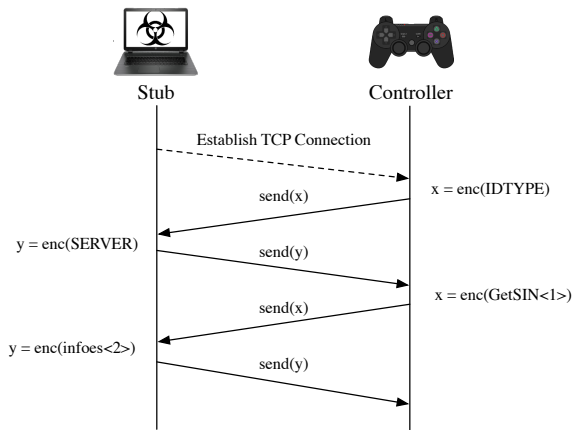 Stub
Controller
Establish TCP Connection
x = enc(IDTYPE)
send(x)
y = enc(SERVER)
send(y)
x = enc(GetSIN<1>)
send(x)
y = enc(infoes<2>)
send(y)